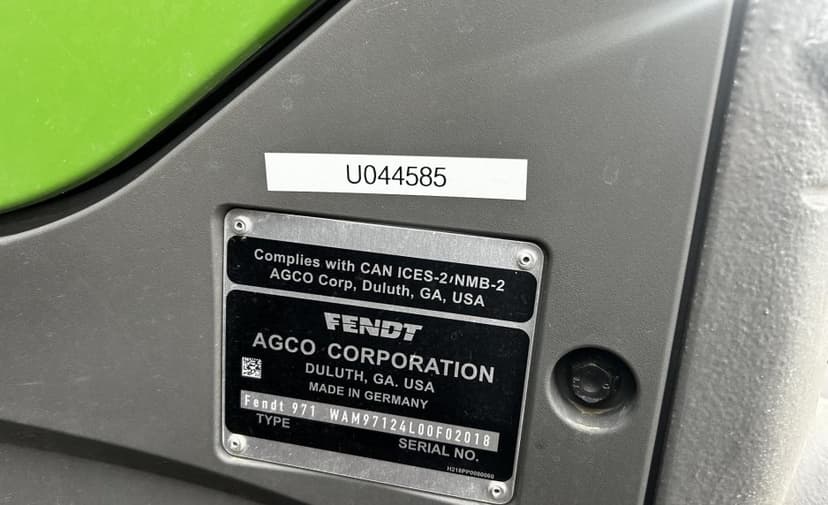 U044585
Complies with CAN ICES-2/NMB-2
AGCO Corp, Duluth, GA, USA
FENDT
AGCO CORPORATION
DULUTH, GA. USA
MADE IN GERMANY
Fendt 971 WAM97124L00F02018
TYPE SERIAL NO.
H218PP0080060